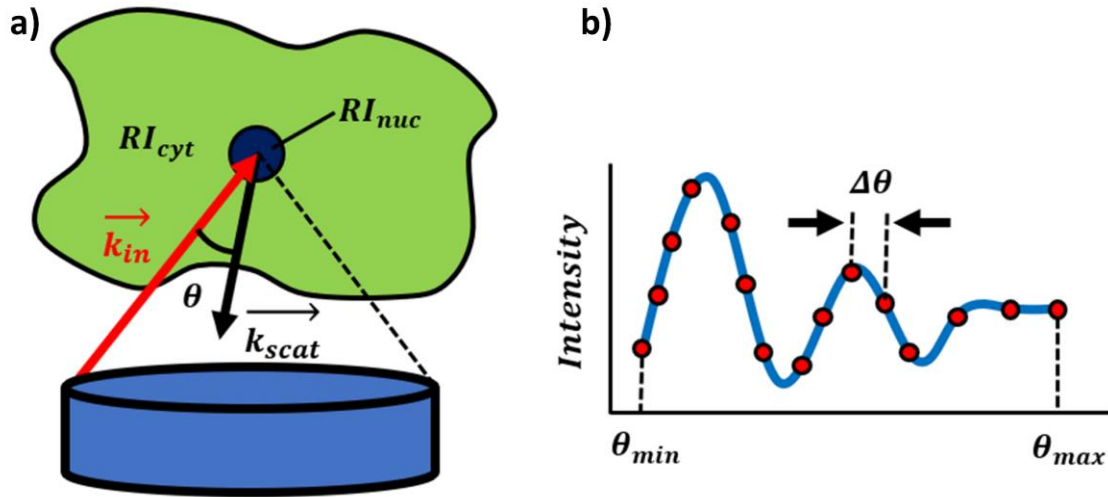 a)
RI_cyt
RI_nuc
k_in
θ
k_scat
b)
Δθ
Intensity
θ_min
θ_max